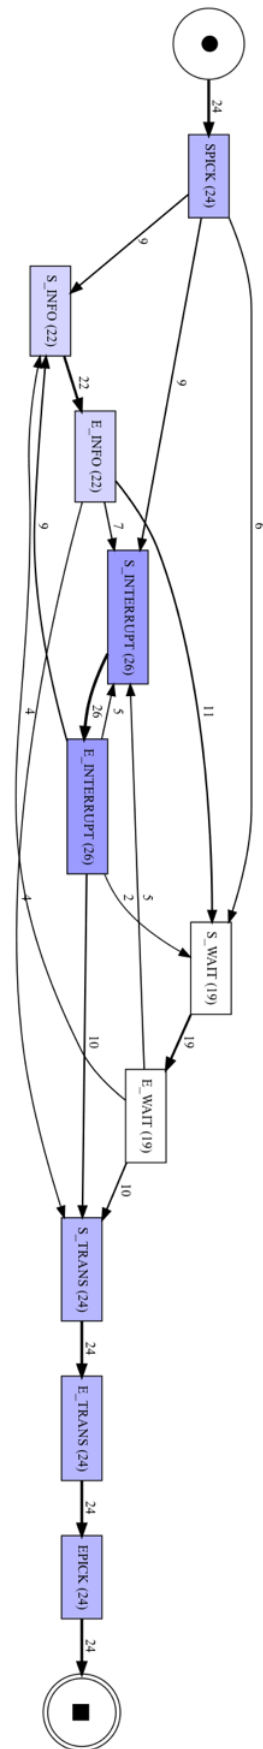 24
SPICK (24)
9
9
6
S_INFO (22)
22
E_INFO (22)
7
11
9
4
S_INTERRUPT (26)
26
5
E_INTERRUPT (26)
2
5
4
10
S_WAIT (19)
19
E_WAIT (19)
10
S_TRANS (24)
24
E_TRANS (24)
24
EPICK (24)
24